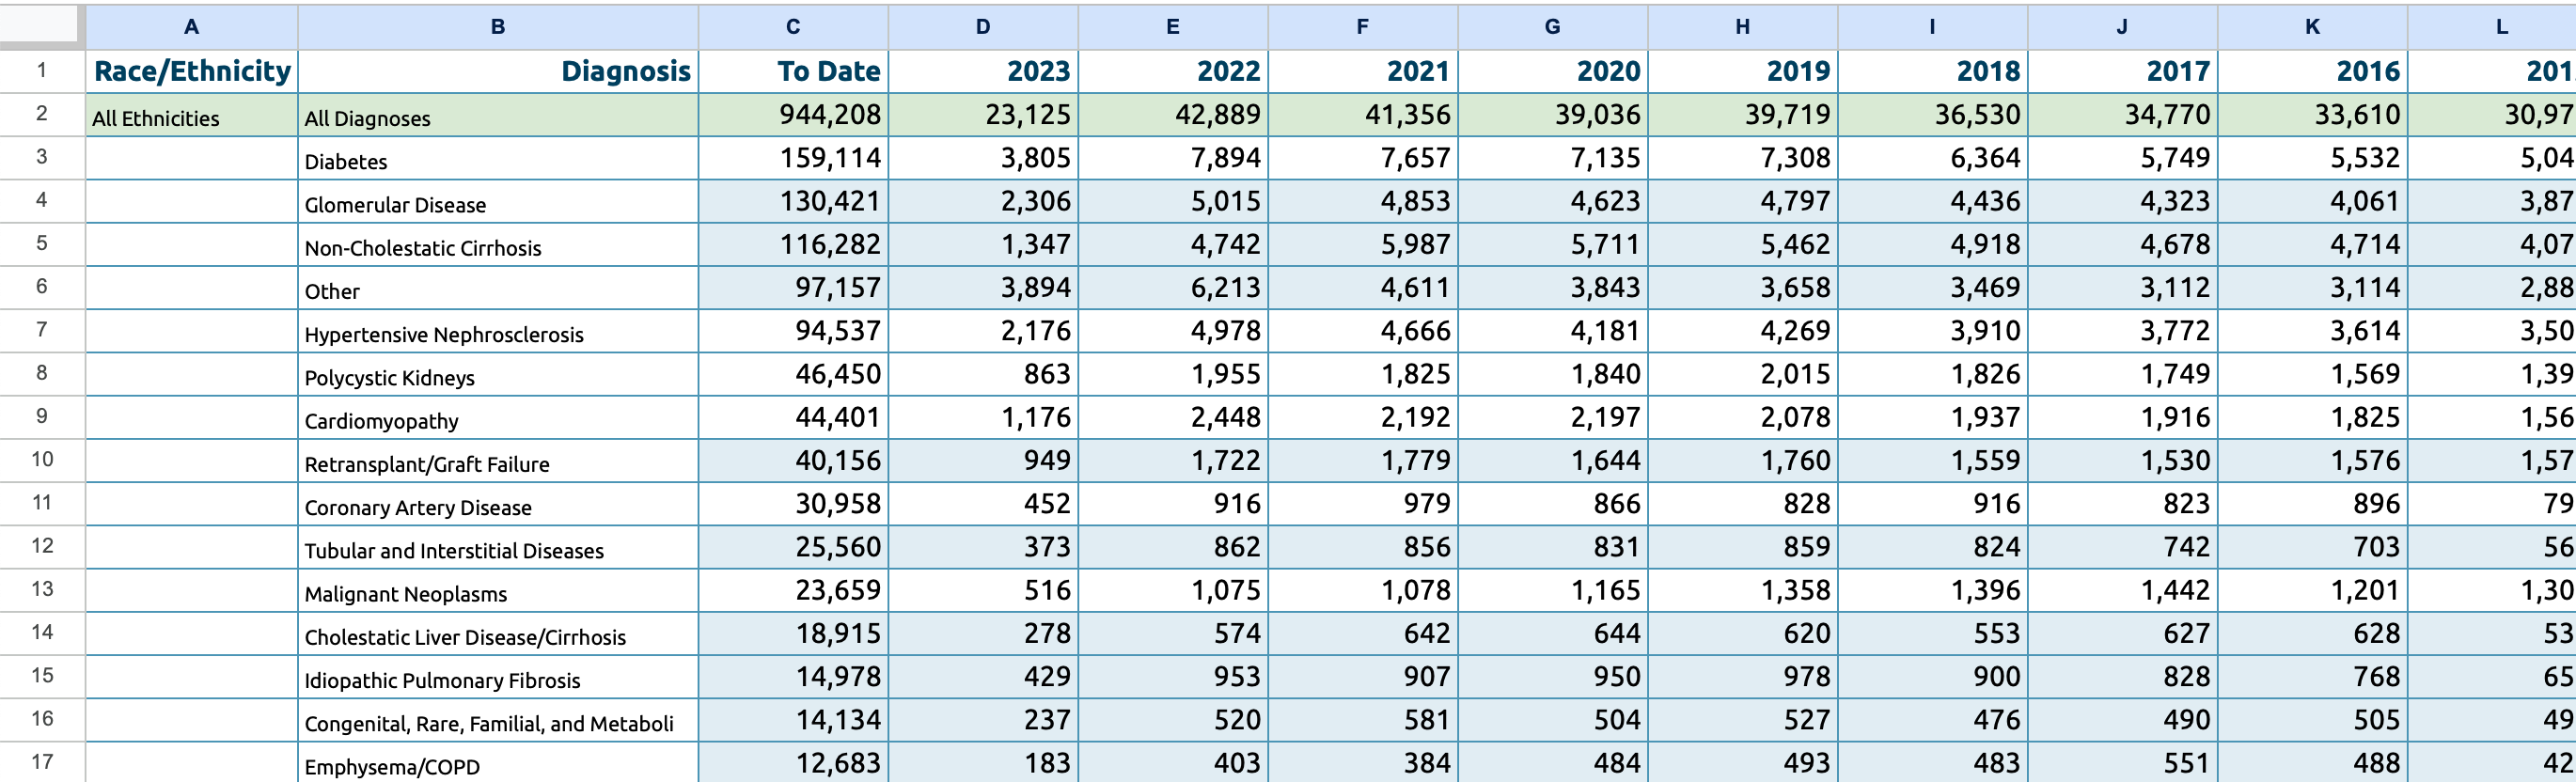 A B C D E F G H I J K L
1 Race/Ethnicity Diagnosis To Date 2023 2022 2021 2020 2019 2018 2017 2016 201
2 All Ethnicities All Diagnoses 944,208 23,125 42,889 41,356 39,036 39,719 36,530 34,770 33,610 30,97
3 Diabetes 159,114 3,805 7,894 7,657 7,135 7,308 6,364 5,749 5,532 5,04
4 Glomerular Disease 130,421 2,306 5,015 4,853 4,623 4,797 4,436 4,323 4,061 3,87
5 Non-Cholestatic Cirrhosis 116,282 1,347 4,742 5,987 5,711 5,462 4,918 4,678 4,714 4,07
6 Other 97,157 3,894 6,213 4,611 3,843 3,658 3,469 3,112 3,114 2,88
7 Hypertensive Nephrosclerosis 94,537 2,176 4,978 4,666 4,181 4,269 3,910 3,772 3,614 3,50
8 Polycystic Kidneys 46,450 863 1,955 1,825 1,840 2,015 1,826 1,749 1,569 1,39
9 Cardiomyopathy 44,401 1,176 2,448 2,192 2,197 2,078 1,937 1,916 1,825 1,56
10 Retransplant/Graft Failure 40,156 949 1,722 1,779 1,644 1,760 1,559 1,530 1,576 1,57
11 Coronary Artery Disease 30,958 452 916 979 866 828 916 823 896 79
12 Tubular and Interstitial Diseases 25,560 373 862 856 831 859 824 742 703 56
13 Malignant Neoplasms 23,659 516 1,075 1,078 1,165 1,358 1,396 1,442 1,201 1,30
14 Cholestatic Liver Disease/Cirrhosis 18,915 278 574 642 644 620 553 627 628 53
15 Idiopathic Pulmonary Fibrosis 14,978 429 953 907 950 978 900 828 768 65
16 Congenital, Rare, Familial, and Metaboli 14,134 237 520 581 504 527 476 490 505 49
17 Emphysema/COPD 12,683 183 403 384 484 493 483 551 488 42